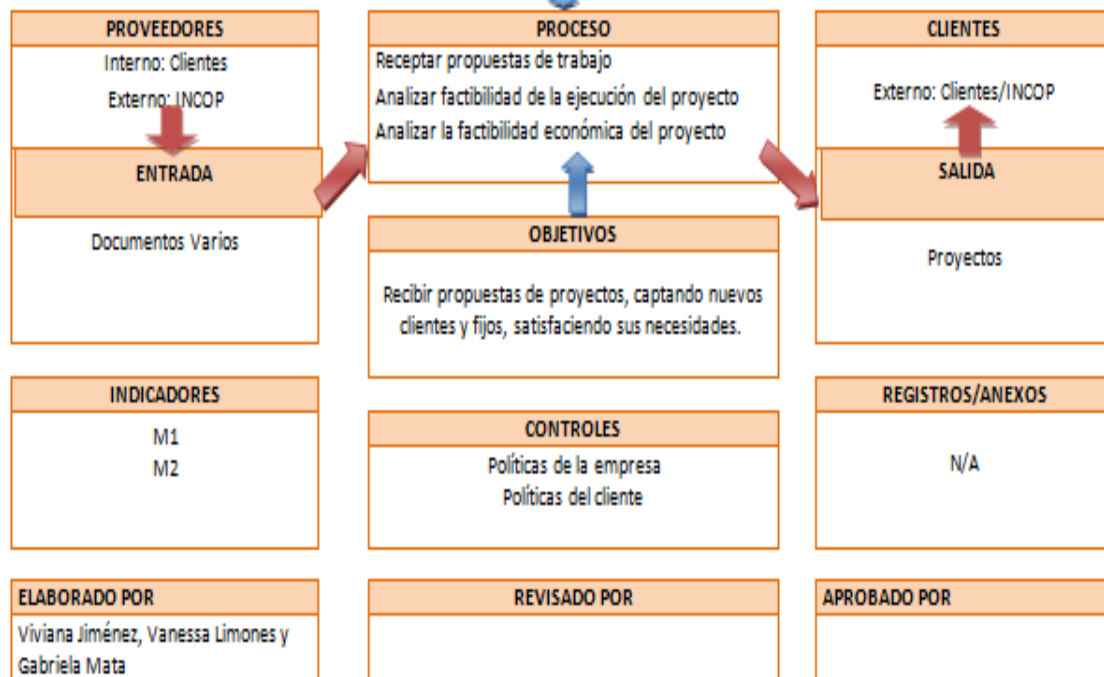 PROVEEDORES
Interno: Clientes
Externo: INCOP
ENTRADA
Documentos Varios
PROCESO
Receptar propuestas de trabajo
Analizar factibilidad de la ejecución del proyecto
Analizar la factibilidad económica del proyecto
OBJETIVOS
Recibir propuestas de proyectos, captando nuevos
clientes y fijos, satisfaciendo sus necesidades.
CLIENTES
Externo: Clientes/INCOP
SALIDA
Proyectos
INDICADORES
M1
M2
CONTROLES
Políticas de la empresa
Políticas del cliente
REGISTROS/ANEXOS
N/A
ELABORADO POR
Viviana Jiménez, Vanessa Limones y
Gabriela Mata
REVISADO POR
APROBADO POR